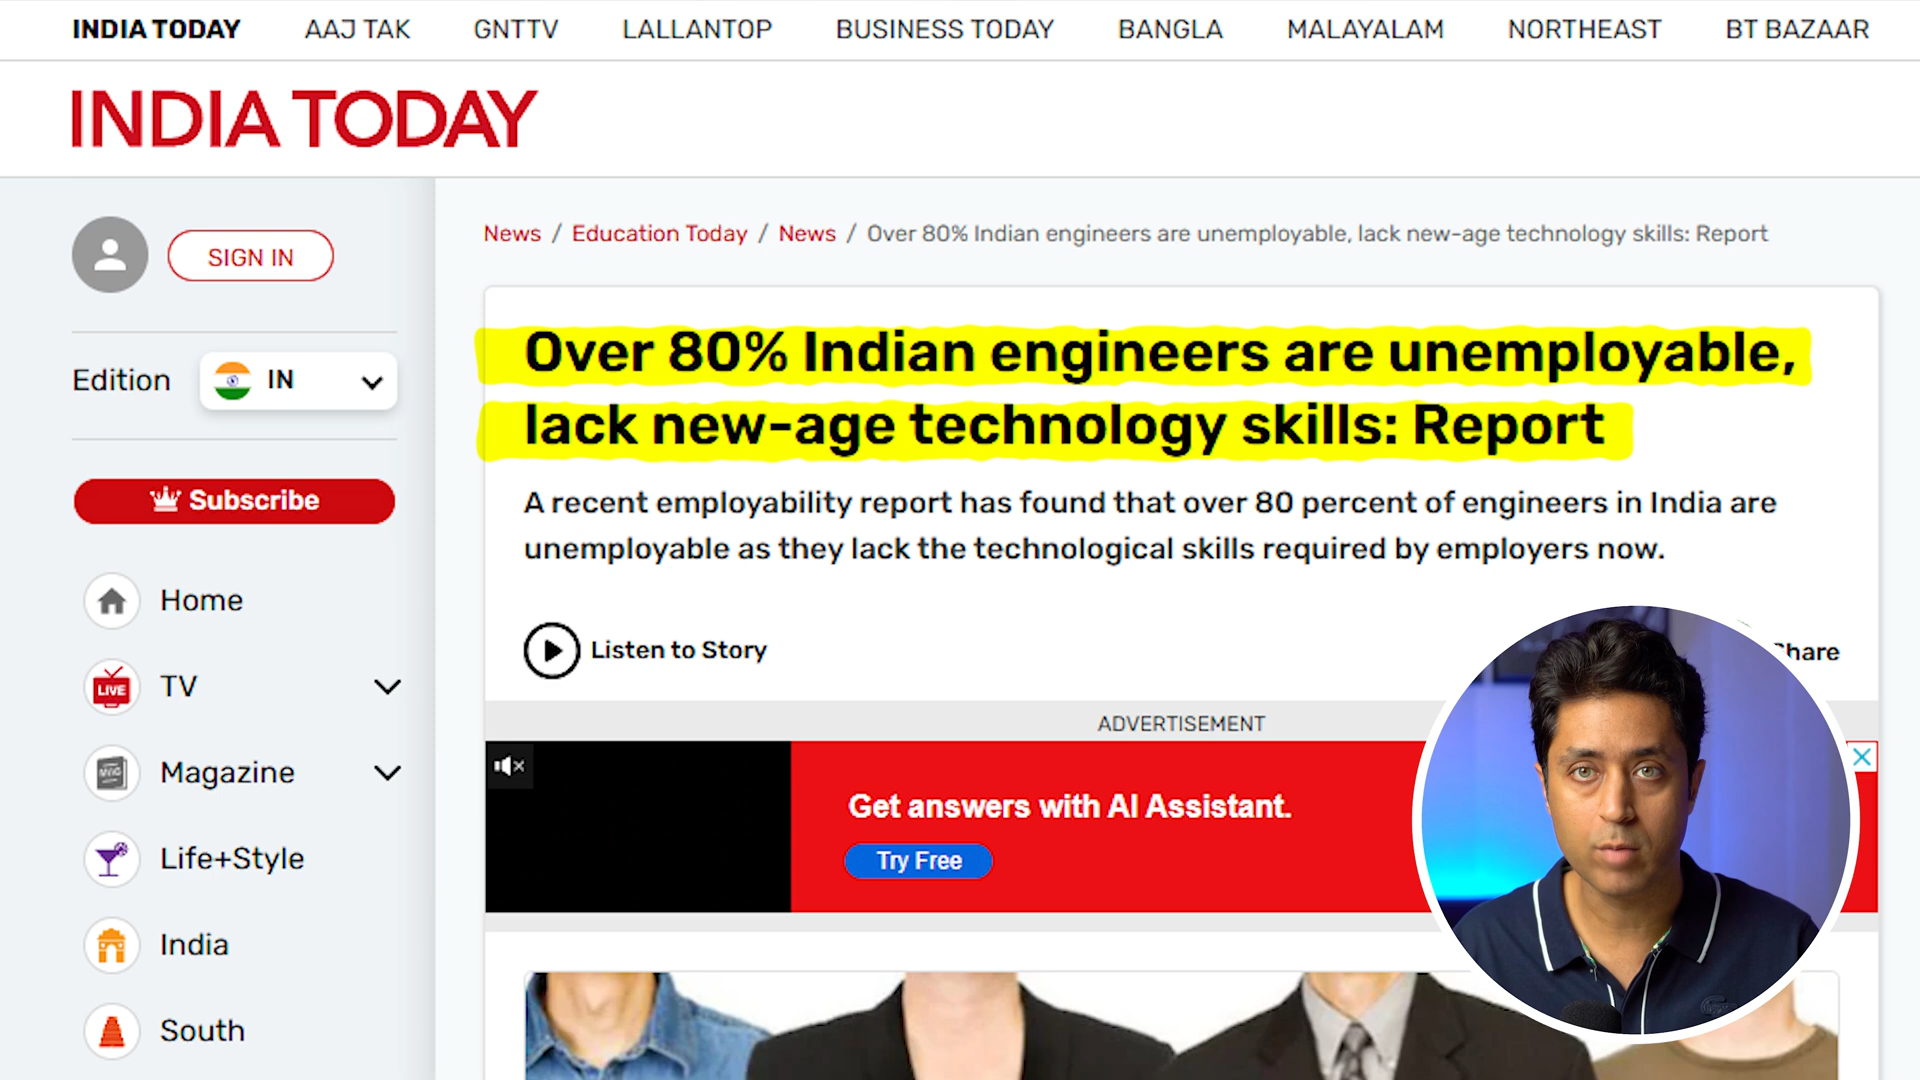 INDIA TODAY AAJ TAK GNTTV LALLANTOP BUSINESS TODAY BANGLA MALAYALAM NORTHEAST BT BAZAAR
INDIA TODAY
SIGN IN
Edition IN
Subscribe
Home
LIVE TV
MAG Magazine
Life+Style
India
South
News / Education Today / News / Over 80% Indian engineers are unemployable, lack new-age technology skills: Report
Over 80% Indian engineers are unemployable,
lack new-age technology skills: Report
A recent employability report has found that over 80 percent of engineers in India are
unemployable as they lack the technological skills required by employers now.
Listen to Story
Share
ADVERTISEMENT
Get answers with AI Assistant.
Try Free